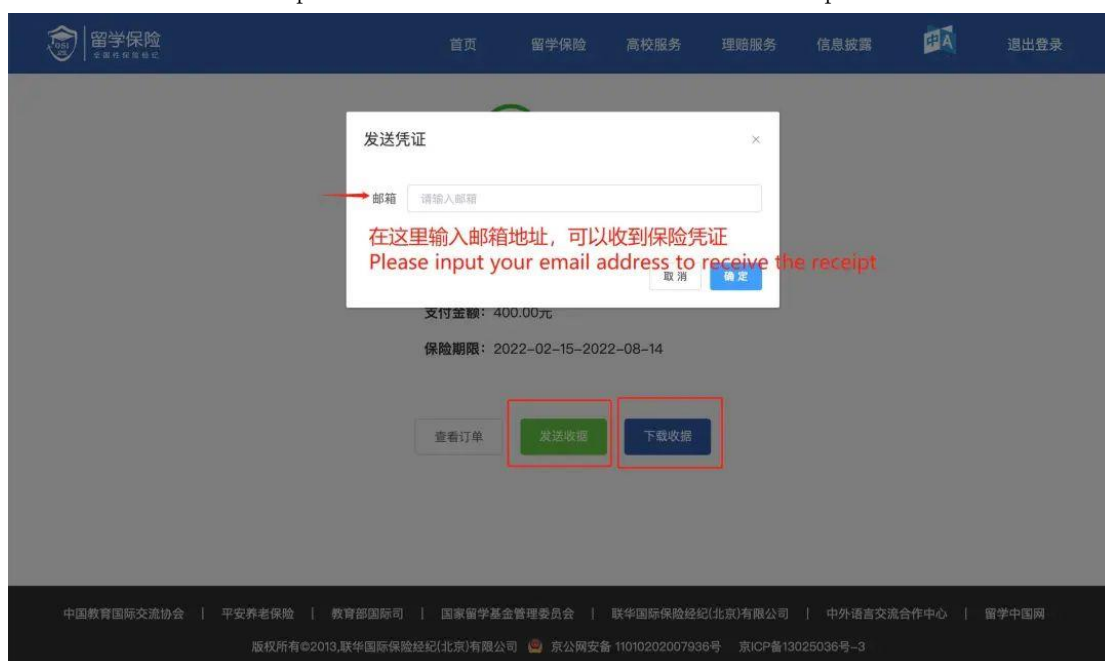 留学保险
首页 留学保险 高校服务 理赔服务 信息披露 中A 退出登录
发送凭证 ×
邮箱 请输入邮箱
在这里输入邮箱地址，可以收到保险凭证
Please input your email address to receive the receipt
取消 确定
支付金额：400.00元
保险期限：2022-02-15-2022-08-14
查看订单 发送收据 下载收据
中国教育国际交流协会 | 平安养老保险 | 教育部国际司 | 国家留学基金管理委员会 | 联华国际保险经纪(北京)有限公司 | 中外语言交流合作中心 | 留学中国网
版权所有©2013,联华国际保险经纪(北京)有限公司 京公网安备 11010202007936号 京ICP备13025036号-3